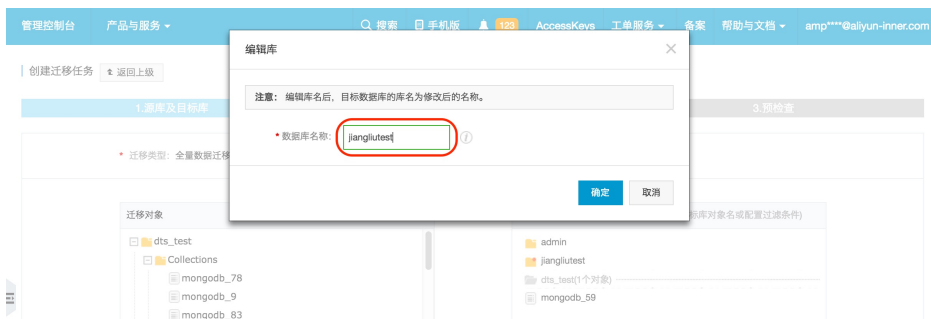 管理控制台 产品与服务 搜索 手机版 123 AccessKeys 工单服务 备案 帮助与文档 amp****@aliyun-inner.com
编辑库
创建迁移任务 返回上级
注意: 编辑库名后，目标数据库的库名为修改后的名称。
1.源库及目标库 3.预检查
* 数据库名称: jiangliutest
* 迁移类型: 全量数据迁移
确定 取消
迁移对象 标库对象名或配置过滤条件)
dts_test
Collections
mongodb_78
mongodb_9
mongodb_83
admin
jiangliutest
dts_test(1个对象)
mongodb_59